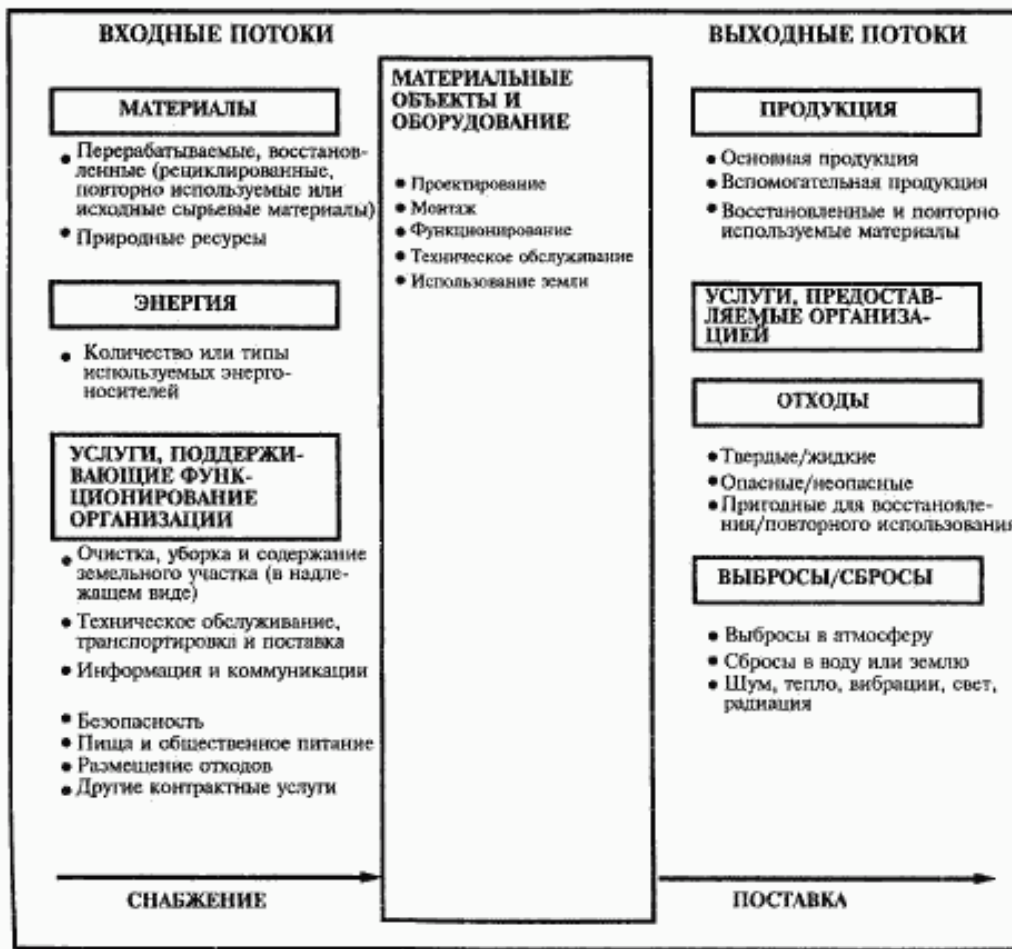 ВХОДНЫЕ ПОТОКИ
МАТЕРИАЛЫ
• Перерабатываемые, восстанов-
ленные (рециклированные,
повторно используемые или
исходные сырьевые материалы)
• Природные ресурсы
ЭНЕРГИЯ
• Количество или типы
используемых энерго-
носителей
УСЛУГИ, ПОДДЕРЖИ-
ВАЮЩИЕ ФУНК-
ЦИОНИРОВАНИЕ
ОРГАНИЗАЦИИ
• Очистка, уборка и содержание
земельного участка (в надле-
жащем виде)
• Техническое обслуживание,
транспортировка и поставка
• Информация и коммуникации
• Безопасность
• Пища и общественное питание
• Размещение отходов
• Другие контрактные услуги
СНАБЖЕНИЕ
МАТЕРИАЛЬНЫЕ
ОБЪЕКТЫ И
ОБОРУДОВАНИЕ
• Проектирование
• Монтаж
• Функционирование
• Техническое обслуживание
• Использование земли
ВЫХОДНЫЕ ПОТОКИ
ПРОДУКЦИЯ
• Основная продукция
• Вспомогательная продукция
• Восстановленные и повторно
используемые материалы
УСЛУГИ, ПРЕДОСТАВ-
ЛЯЕМЫЕ ОРГАНИЗА-
ЦИЕЙ
ОТХОДЫ
• Твердые/жидкие
• Опасные/неопасные
• Пригодные для восстановле-
ния/повторного использования
ВЫБРОСЫ/СБРОСЫ
• Выбросы в атмосферу
• Сбросы в воду или землю
• Шум, тепло, вибрации, свет,
радиация
ПОСТАВКА